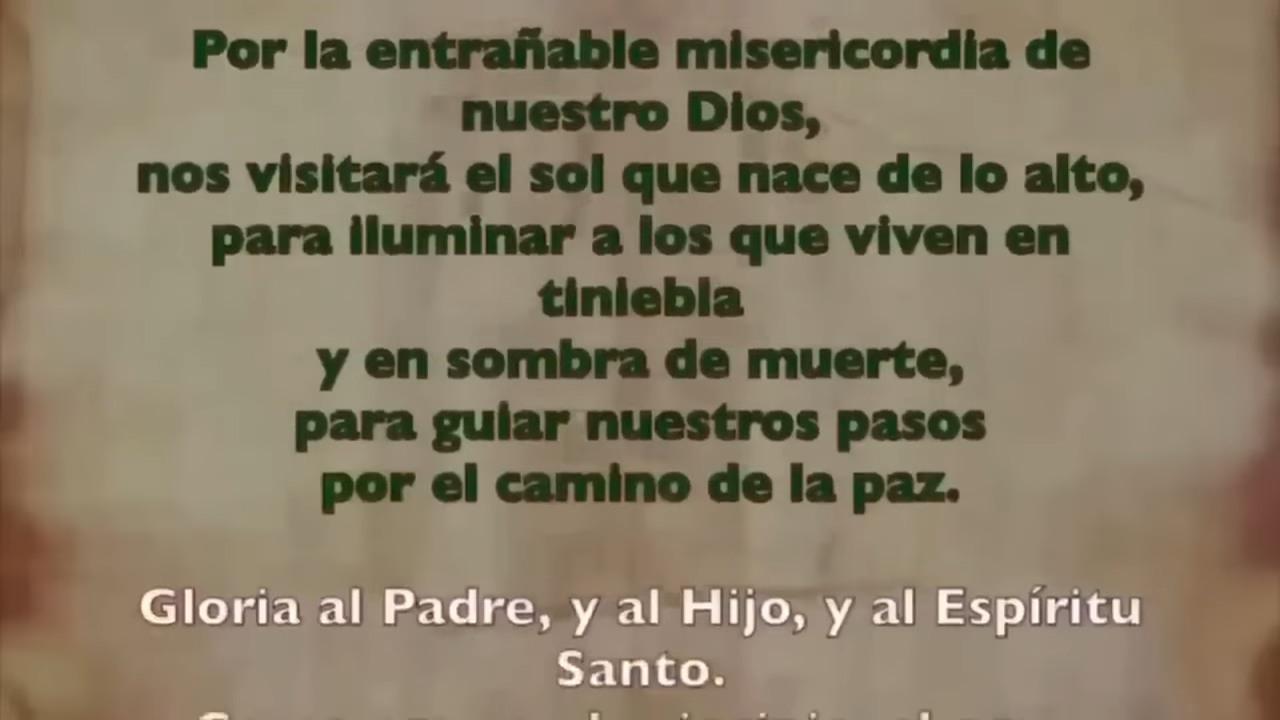 Por la entrañable misericordia de
nuestro Dios,
nos visitará el sol que nace de lo alto,
para iluminar a los que viven en
tiniebla
y en sombra de muerte,
para guiar nuestros pasos
por el camino de la paz.
Gloria al Padre, y al Hijo, y al Espíritu
Santo.